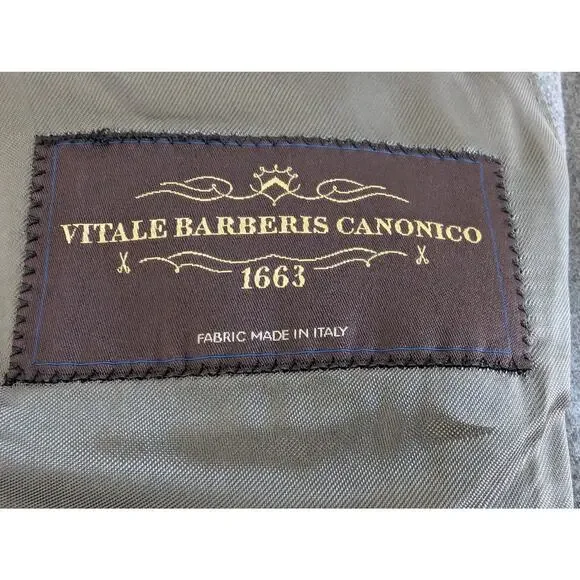 VITALE BARBERIS CANONICO
1663
FABRIC MADE IN ITALY